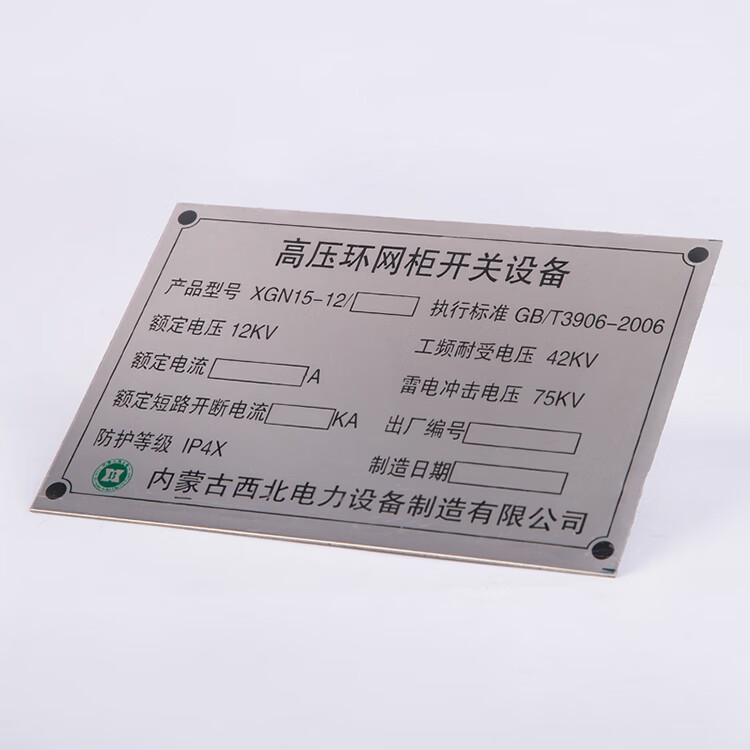 高压环网柜开关设备
产品型号 XGN15-12/ 执行标准 GB/T3906-2006
额定电压 12KV 工频耐受电压 42KV
额定电流 A 雷电冲击电压 75KV
额定短路开断电流 KA 出厂编号
防护等级 IP4X 制造日期
内蒙古西北电力设备制造有限公司